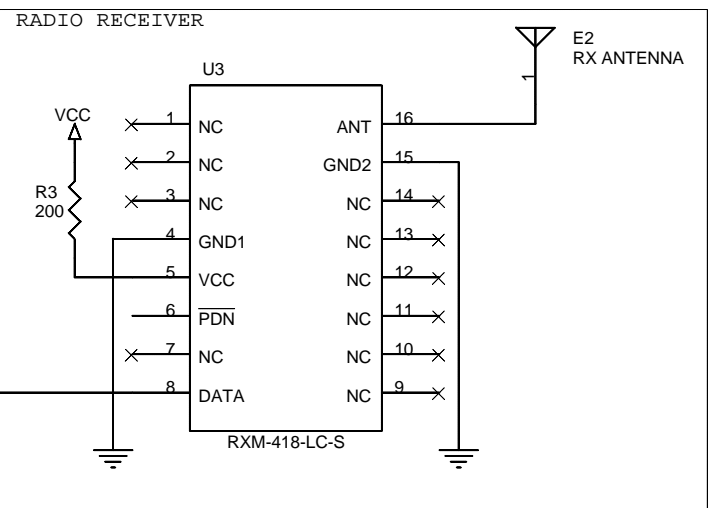 RADIO RECEIVER
E2
RX ANTENNA
1
U3
VCC
R3
200
1 NC
2 NC
3 NC
4 GND1
5 VCC
6 PDN
7 NC
8 DATA
ANT 16
GND2 15
NC 14
NC 13
NC 12
NC 11
NC 10
NC 9
RXM-418-LC-S